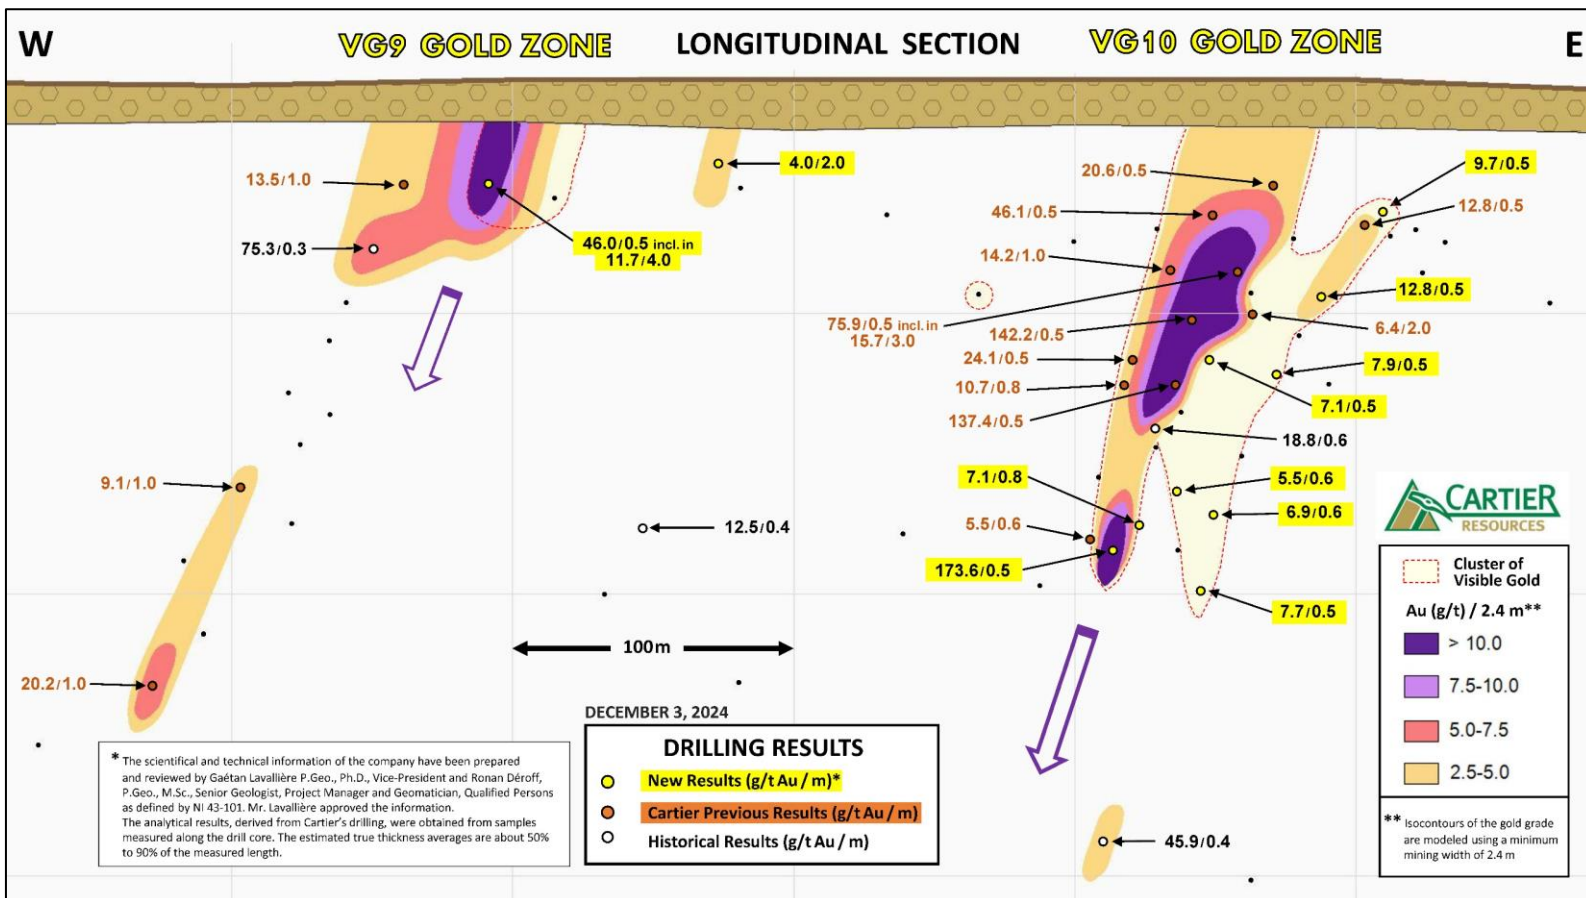 W
VG9 GOLD ZONE
LONGITUDINAL SECTION
VG10 GOLD ZONE
E
13.5/1.0
75.3/0.3
46.0/0.5 incl. in
11.7/4.0
4.0/2.0
20.6/0.5
46.1/0.5
14.2/1.0
75.9/0.5 incl. in
15.7/3.0
142.2/0.5
24.1/0.5
10.7/0.8
137.4/0.5
9.7/0.5
12.8/0.5
12.8/0.5
6.4/2.0
7.9/0.5
7.1/0.5
18.8/0.6
7.1/0.8
5.5/0.6
5.5/0.6
6.9/0.6
173.6/0.5
7.7/0.5
9.1/1.0
12.5/0.4
20.2/1.0
45.9/0.4
100m
DECEMBER 3, 2024
DRILLING RESULTS
New Results (g/t Au / m)*
Cartier Previous Results (g/t Au / m)
Historical Results (g/t Au / m)
* The scientifical and technical information of the company have been prepared
and reviewed by Gaétan Lavallière P.Geo., Ph.D., Vice-President and Ronan Déroff,
P.Geo., M.Sc., Senior Geologist, Project Manager and Geomatician, Qualified Persons
as defined by NI 43-101. Mr. Lavallière approved the information.
The analytical results, derived from Cartier's drilling, were obtained from samples
measured along the drill core. The estimated true thickness averages are about 50%
to 90% of the measured length.
CARTIER
RESOURCES
Cluster of
Visible Gold
Au (g/t) / 2.4 m**
> 10.0
7.5-10.0
5.0-7.5
2.5-5.0
** Isocontours of the gold grade
are modeled using a minimum
mining width of 2.4 m